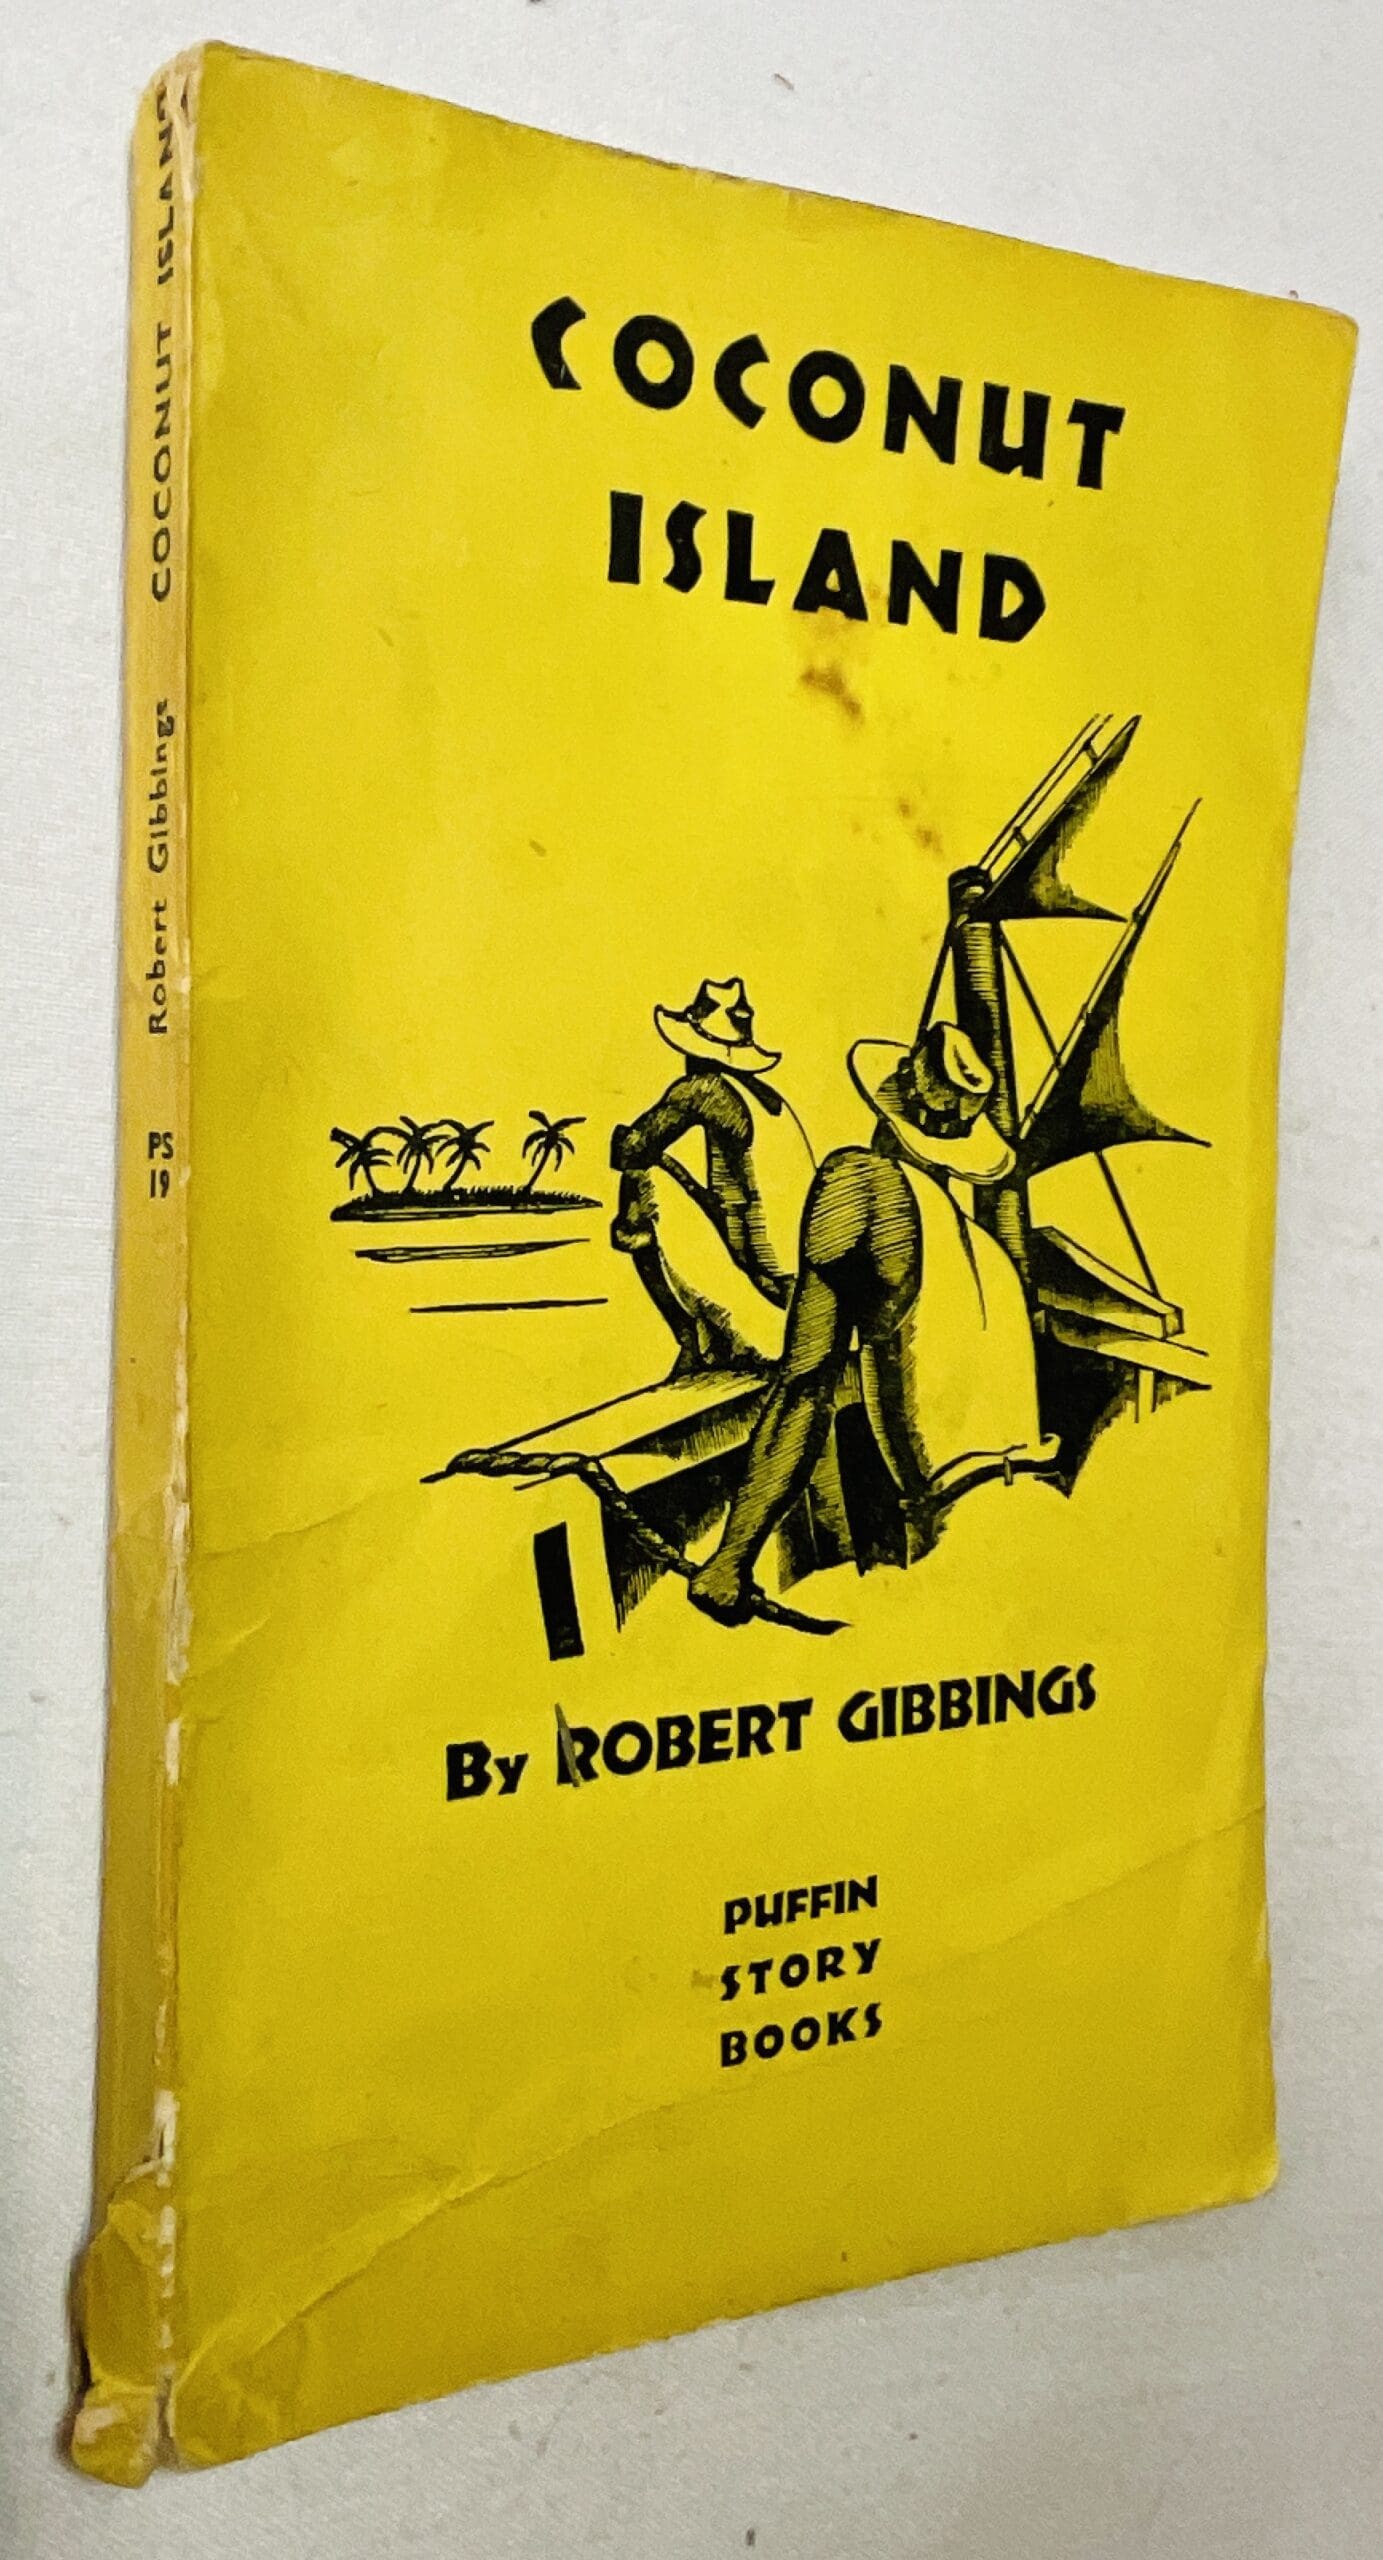 COCONUT
ISLAND
By ROBERT GIBBINGS
PUFFIN
STORY
BOOKS
PS
19
Robert Gibbings COCONUT ISLAND